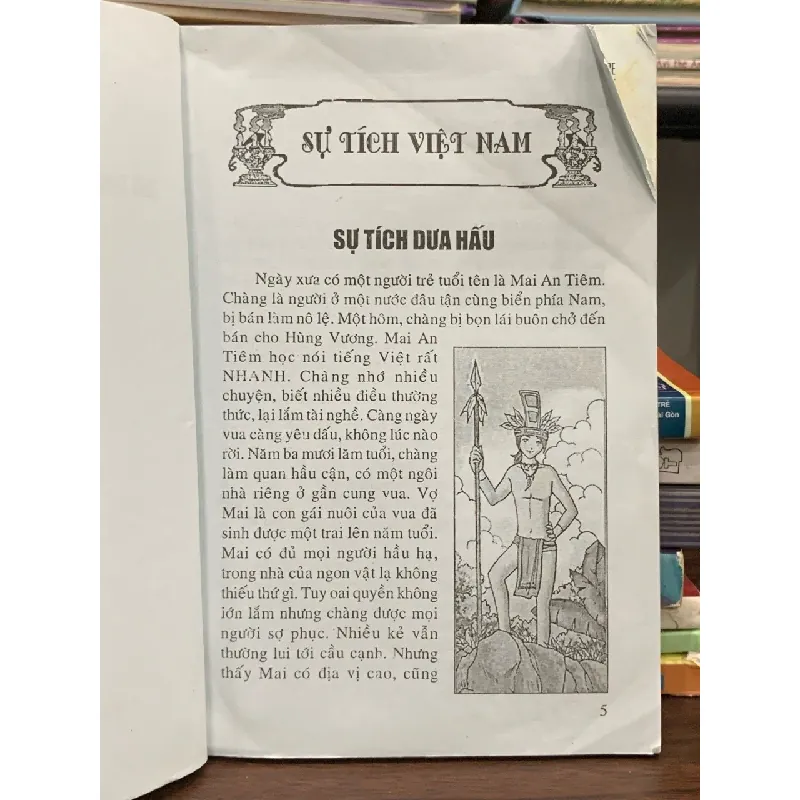 SỰ TÍCH VIỆT NAM
SỰ TÍCH DƯA HẤU
Ngày xưa có một người trẻ tuổi tên là Mai An Tiêm.
Chàng là người ở một nước đâu tận cùng biển phía Nam,
bị bán làm nô lệ. Một hôm, chàng bị bọn lái buôn chở đến
bán cho Hùng Vương. Mai An
Tiêm học nói tiếng Việt rất
NHANH. Chàng nhớ nhiều
chuyện, biết nhiều điều thường
thức, lại lắm tài nghề. Càng ngày
vua càng yêu dấu, không lúc nào
rời. Năm ba mươi lăm tuổi, chàng
làm quan hầu cận, có một ngôi
nhà riêng ở gần cung vua. Vợ
Mai là con gái nuôi của vua đã
sinh được một trai lên năm tuổi.
Mai có đủ mọi người hầu hạ,
trong nhà của ngon vật lạ không
thiếu thứ gì. Tuy oai quyền không
lớn lắm nhưng chàng được mọi
người sợ phục. Nhiều kẻ vẫn
thường lui tới cầu cạnh. Nhưng
thấy Mai có địa vị cao, cũng
5
TRẺ
ài Gòn